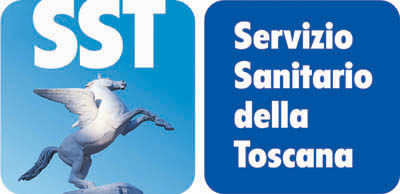 SST
Servizio
Sanitario
della
Toscana